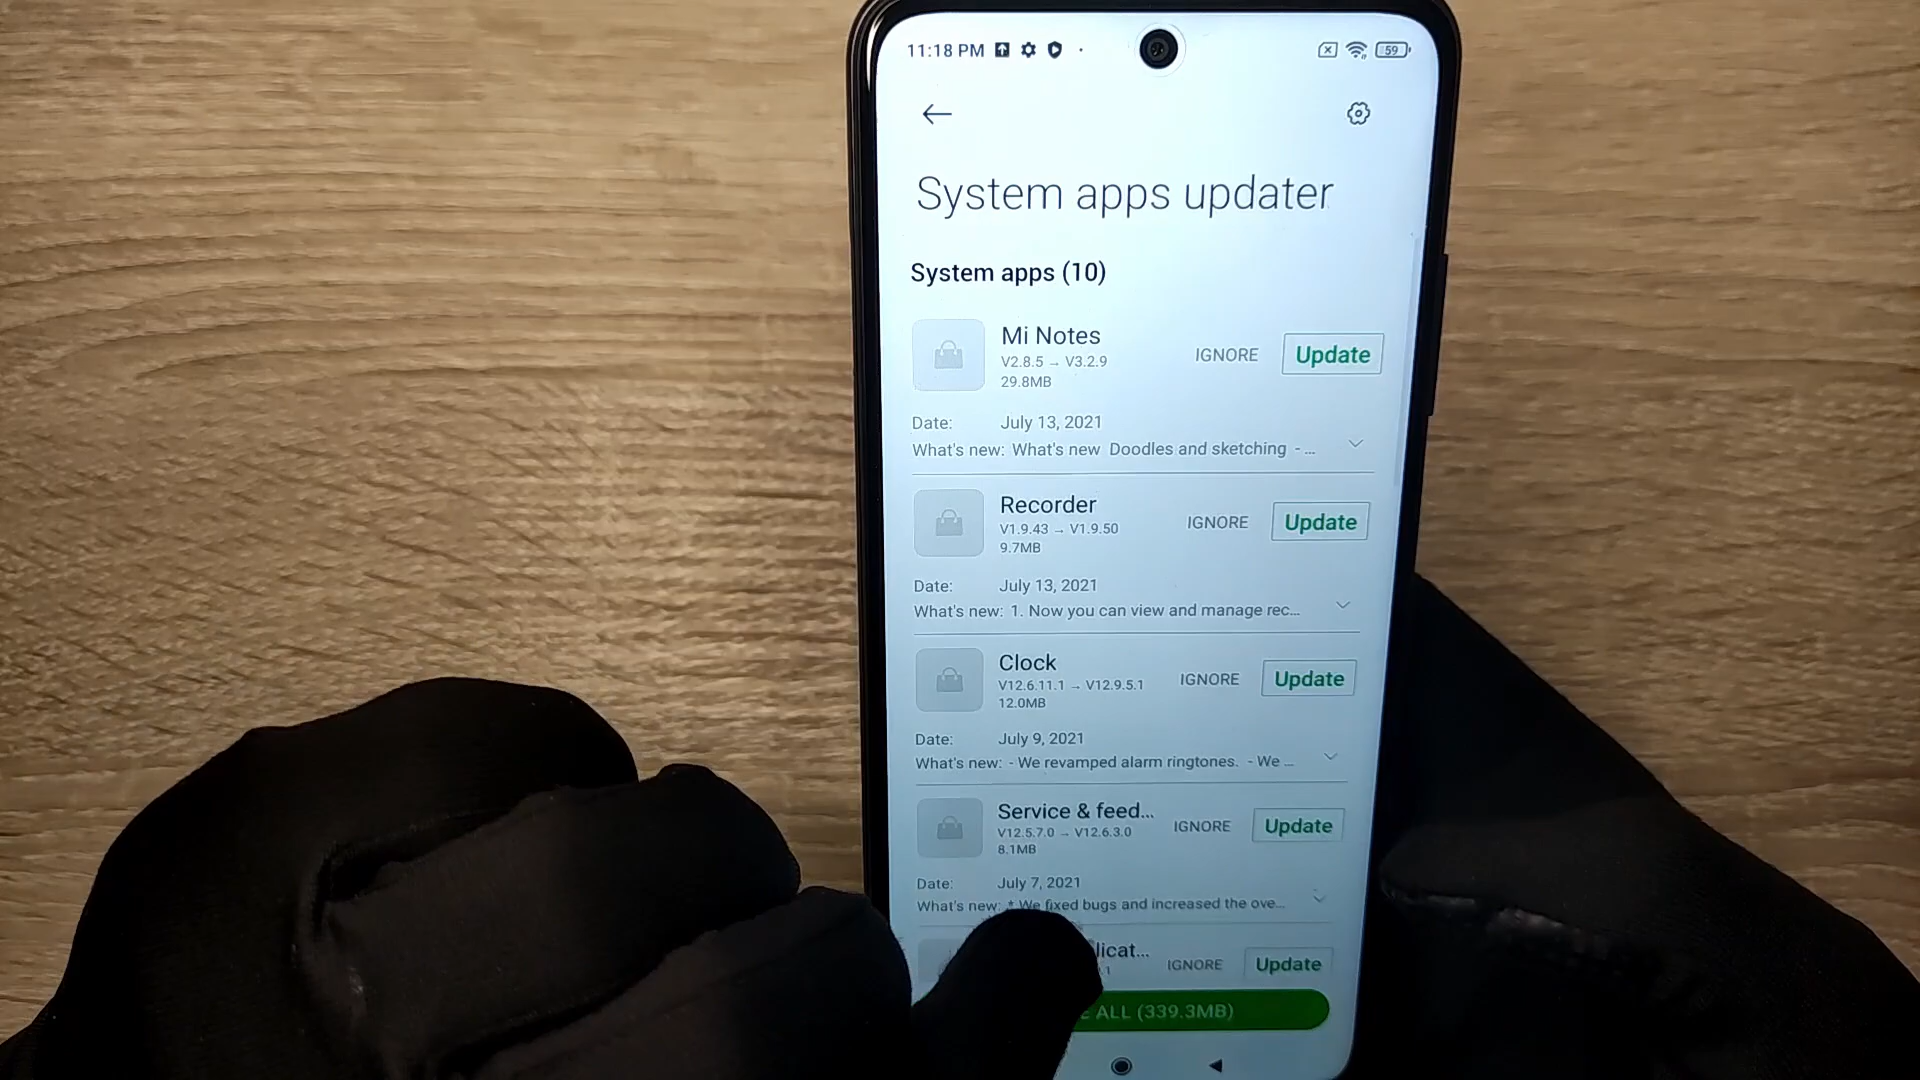 11:18 PM 59
System apps updater
System apps (10)
Mi Notes
V2.8.5 → V3.2.9
29.8MB
IGNORE Update
Date: July 13, 2021
What's new: What's new Doodles and sketching - ...
Recorder
V1.9.43 → V1.9.50
9.7MB
IGNORE Update
Date: July 13, 2021
What's new: 1. Now you can view and manage rec...
Clock
V12.6.11.1 → V12.9.5.1
12.0MB
IGNORE Update
Date: July 9, 2021
What's new: - We revamped alarm ringtones. - We ...
Service & feed...
V12.5.7.0 → V12.6.3.0
8.1MB
IGNORE Update
Date: July 7, 2021
What's new: * We fixed bugs and increased the ove...
licat...
IGNORE Update
ALL (339.3MB)